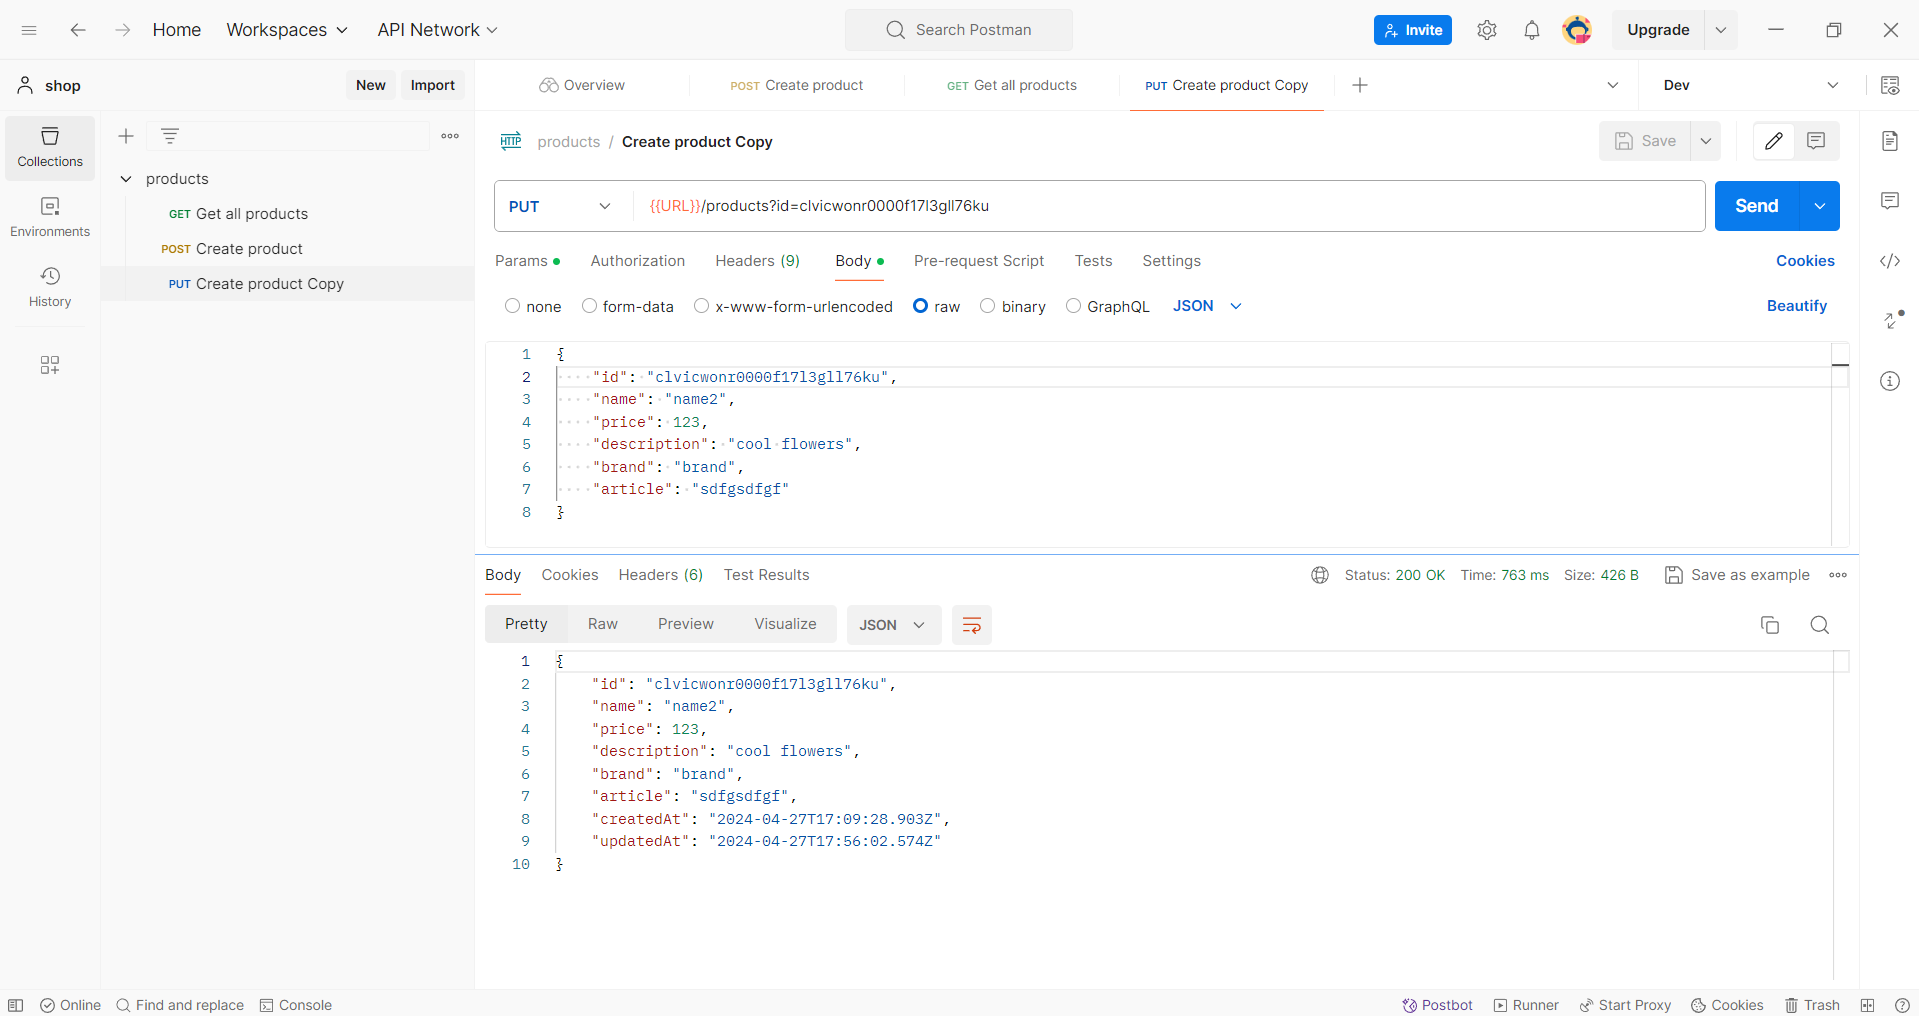 Home Workspaces API Network Search Postman Invite Upgrade
shop New Import Overview POST Create product GET Get all products PUT Create product Copy Dev
Collections
Environments
History
products
GET Get all products
POST Create product
PUT Create product Copy
HTTP products / Create product Copy Save
PUT {{URL}}/products?id=clvicwonr0000f17l3gll76ku Send
Params Authorization Headers (9) Body Pre-request Script Tests Settings Cookies
none form-data x-www-form-urlencoded raw binary GraphQL JSON Beautify
1 {
2 "id": "clvicwonr0000f17l3gll76ku",
3 "name": "name2",
4 "price": 123,
5 "description": "cool flowers",
6 "brand": "brand",
7 "article": "sdfgsdfgf"
8 }
Body Cookies Headers (6) Test Results Status: 200 OK Time: 763 ms Size: 426 B Save as example
Pretty Raw Preview Visualize JSON
1 {
2 "id": "clvicwonr0000f17l3gll76ku",
3 "name": "name2",
4 "price": 123,
5 "description": "cool flowers",
6 "brand": "brand",
7 "article": "sdfgsdfgf",
8 "createdAt": "2024-04-27T17:09:28.903Z",
9 "updatedAt": "2024-04-27T17:56:02.574Z"
10 }
Online Find and replace Console Postbot Runner Start Proxy Cookies Trash